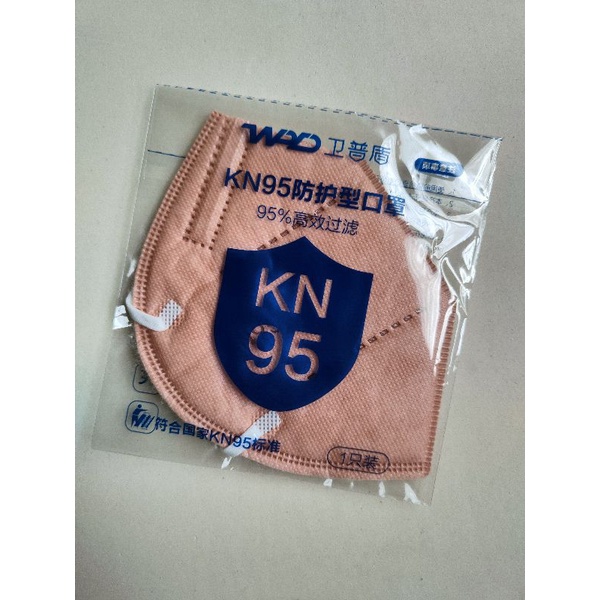 WPD 卫普盾
KN95防护型口罩
95%高效过滤
KN
95
符合国家KN95标准
1只装